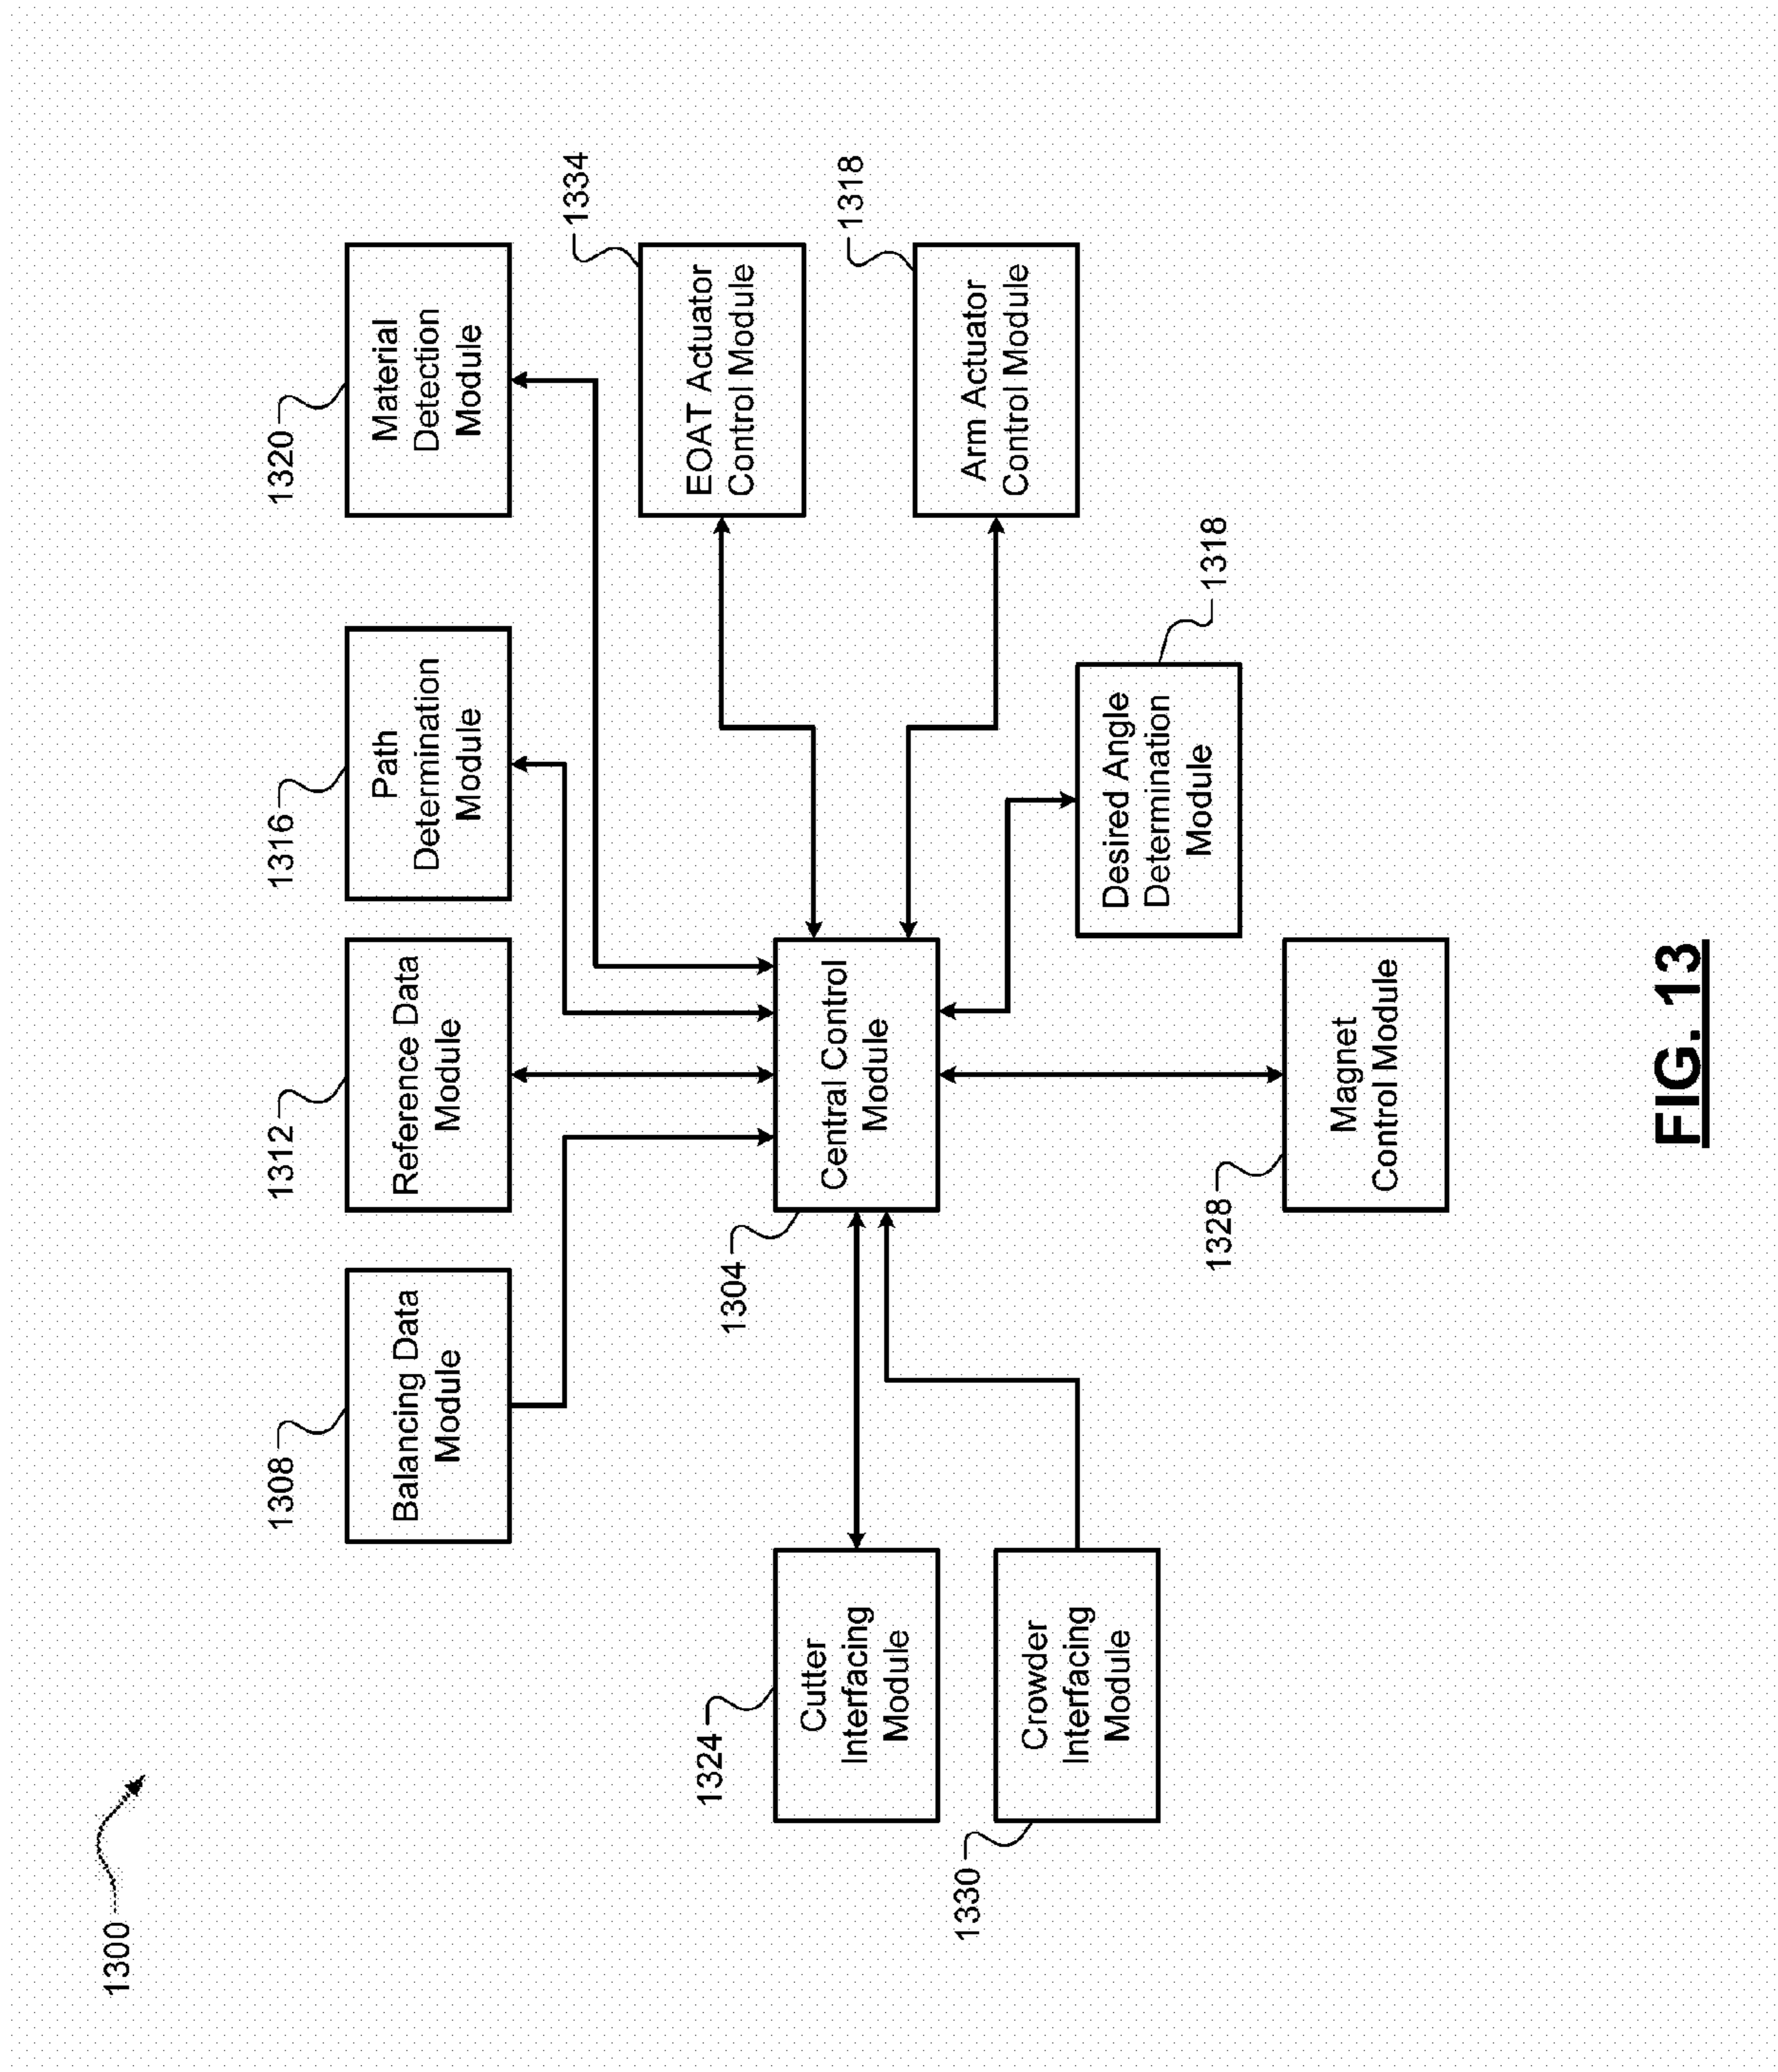 1300
1308
Balancing Data
Module
1312
Reference Data
Module
1316
Path
Determination
Module
1320
Material
Detection
Module
1324
Cutter
Interfacing
Module
1304
Central Control
Module
EOAT Actuator
Control Module
1334
1330
Crowder
Interfacing
Module
Arm Actuator
Control Module
1318
Desired Angle
Determination
Module
1318
1328
Magnet
Control Module
FIG. 13